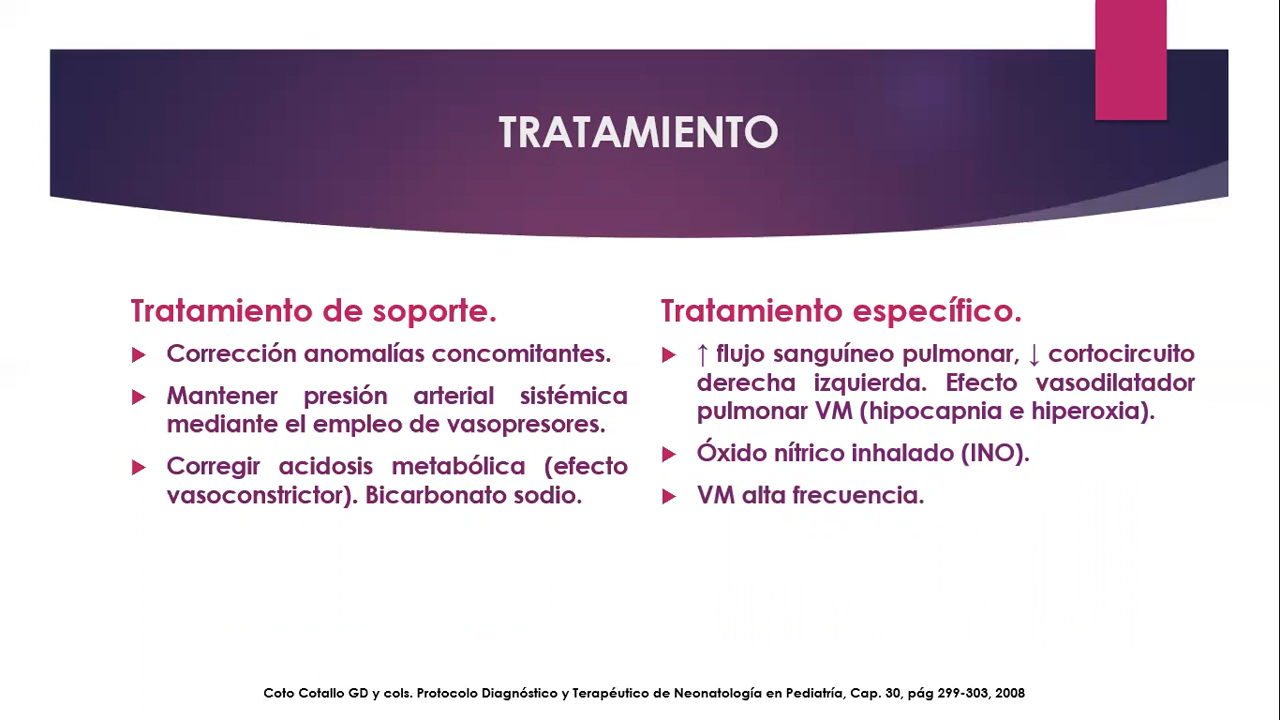 TRATAMIENTO
Tratamiento de soporte.
Corrección anomalías concomitantes.
Mantener presión arterial sistémica
mediante el empleo de vasopresores.
Corregir acidosis metabólica (efecto
vasoconstrictor). Bicarbonato sodio.
Tratamiento específico.
↑ flujo sanguíneo pulmonar, ↓ cortocircuito
derecha izquierda. Efecto vasodilatador
pulmonar VM (hipocapnia e hiperoxia).
Óxido nítrico inhalado (INO).
VM alta frecuencia.
Coto Cotallo GD y cols. Protocolo Diagnóstico y Terapéutico de Neonatología en Pediatría, Cap. 30, pág 299-303, 2008